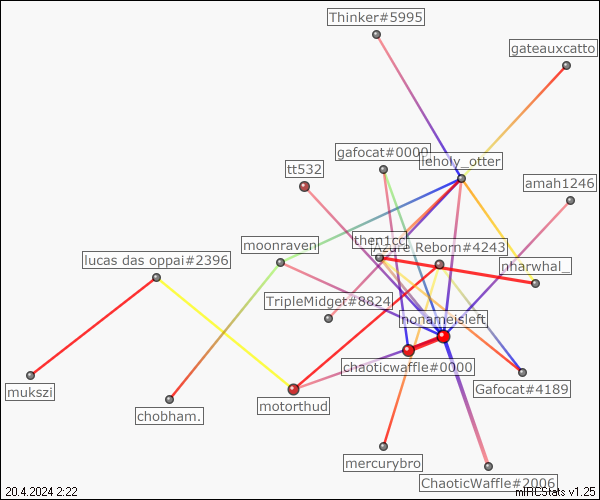 Thinker#5995
gateauxcatto
gafocat#0000
leholy_otter
tt532
amah1246
then1cc
Azure Reborn#4243
moonraven
lucas das oppai#2396
nharwhal_
TripleMidget#8824
nonameisleft
chaoticwaffle#0000
mukszi
Gafocat#4189
motorthud
chobham.
mercurybro
ChaoticWaffle#2006
20.4.2024 2:22
mIRCStats v1.25